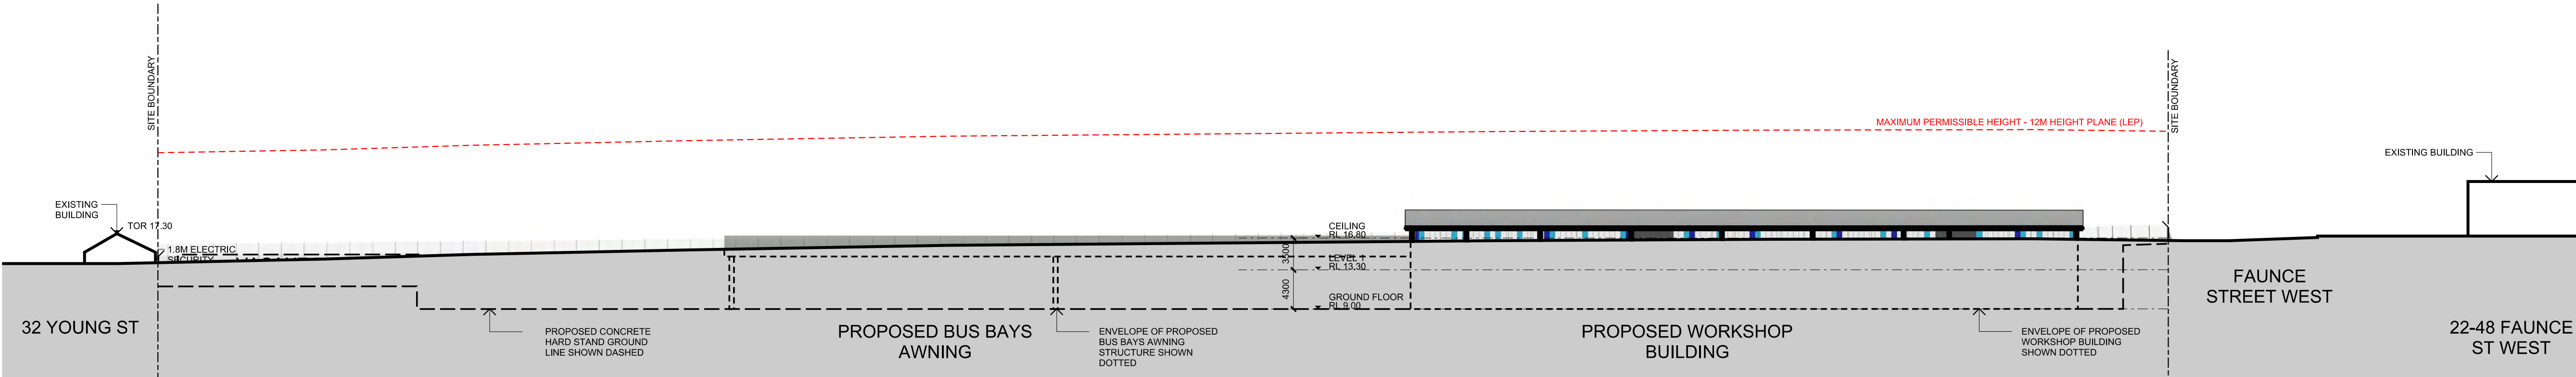 SITE BOUNDARY
SITE BOUNDARY
MAXIMUM PERMISSIBLE HEIGHT - 12M HEIGHT PLANE (LEP)
EXISTING BUILDING
EXISTING
BUILDING
TOR 17.30
1.8M ELECTRIC
SECURITY
CEILING
RL 16.80
3500
LEVEL 1
RL 13.30
4300
GROUND FLOOR
RL 9.00
FAUNCE
STREET WEST
32 YOUNG ST
PROPOSED CONCRETE
HARD STAND GROUND
LINE SHOWN DASHED
PROPOSED BUS BAYS
AWNING
ENVELOPE OF PROPOSED
BUS BAYS AWNING
STRUCTURE SHOWN
DOTTED
PROPOSED WORKSHOP
BUILDING
ENVELOPE OF PROPOSED
WORKSHOP BUILDING
SHOWN DOTTED
22-48 FAUNCE
ST WEST